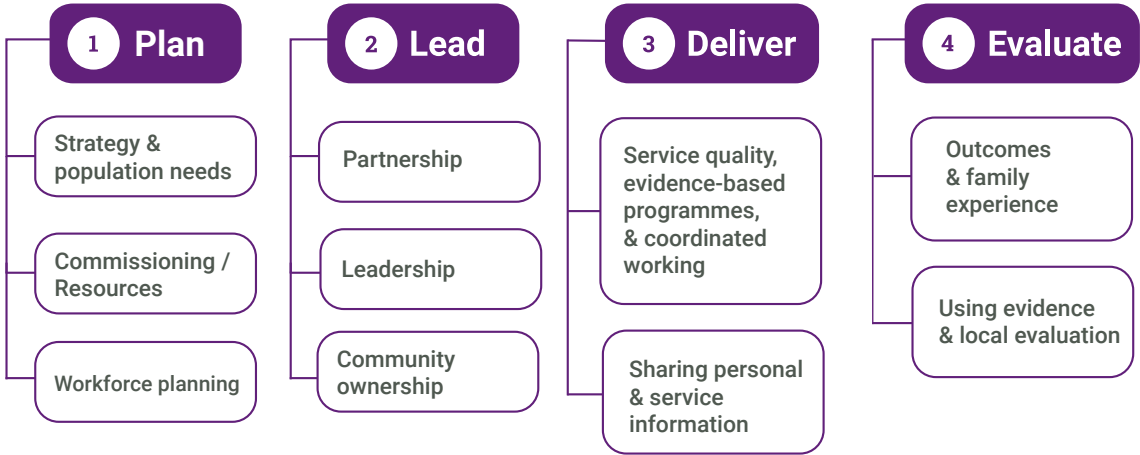 1 Plan
Strategy &
population needs
Commissioning /
Resources
Workforce planning
2 Lead
Partnership
Leadership
Community
ownership
3 Deliver
Service quality,
evidence-based
programmes,
& coordinated
working
Sharing personal
& service
information
4 Evaluate
Outcomes
& family
experience
Using evidence
& local evaluation